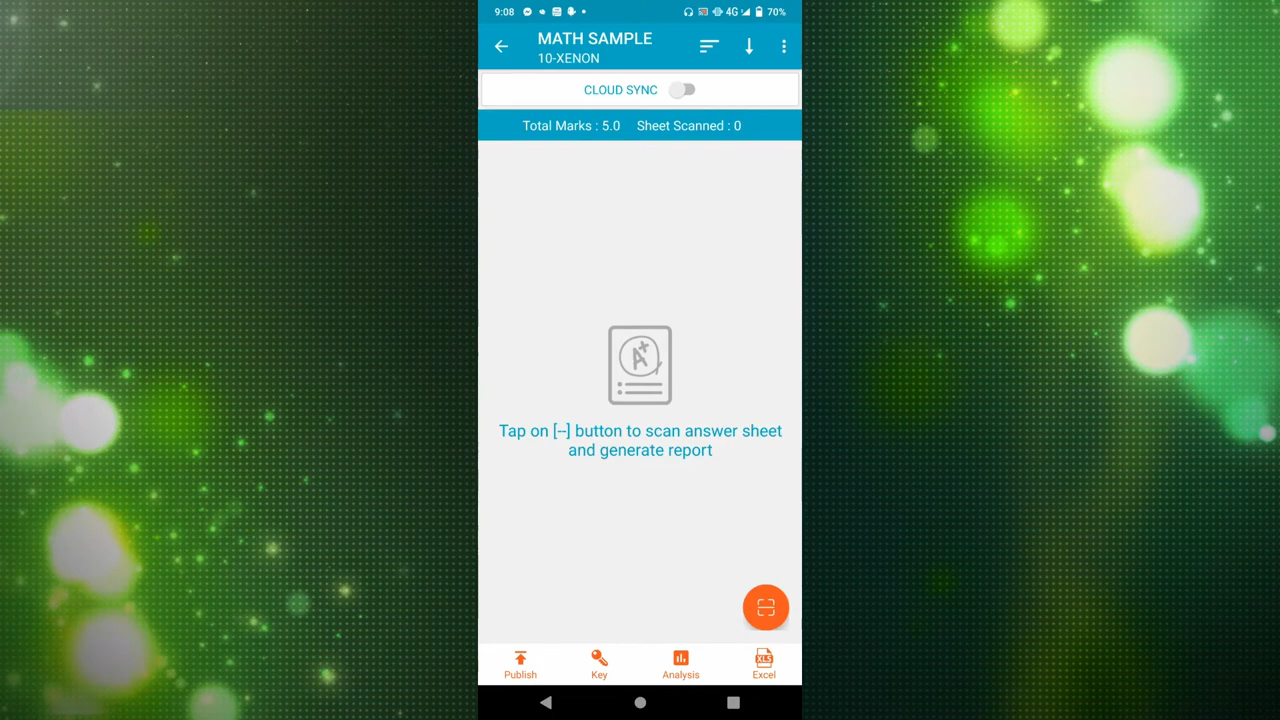 9:08 4G 70%
MATH SAMPLE
10-XENON
CLOUD SYNC
Total Marks : 5.0 Sheet Scanned : 0
A+
Tap on [--] button to scan answer sheet
and generate report
XLS
Publish Key Analysis Excel